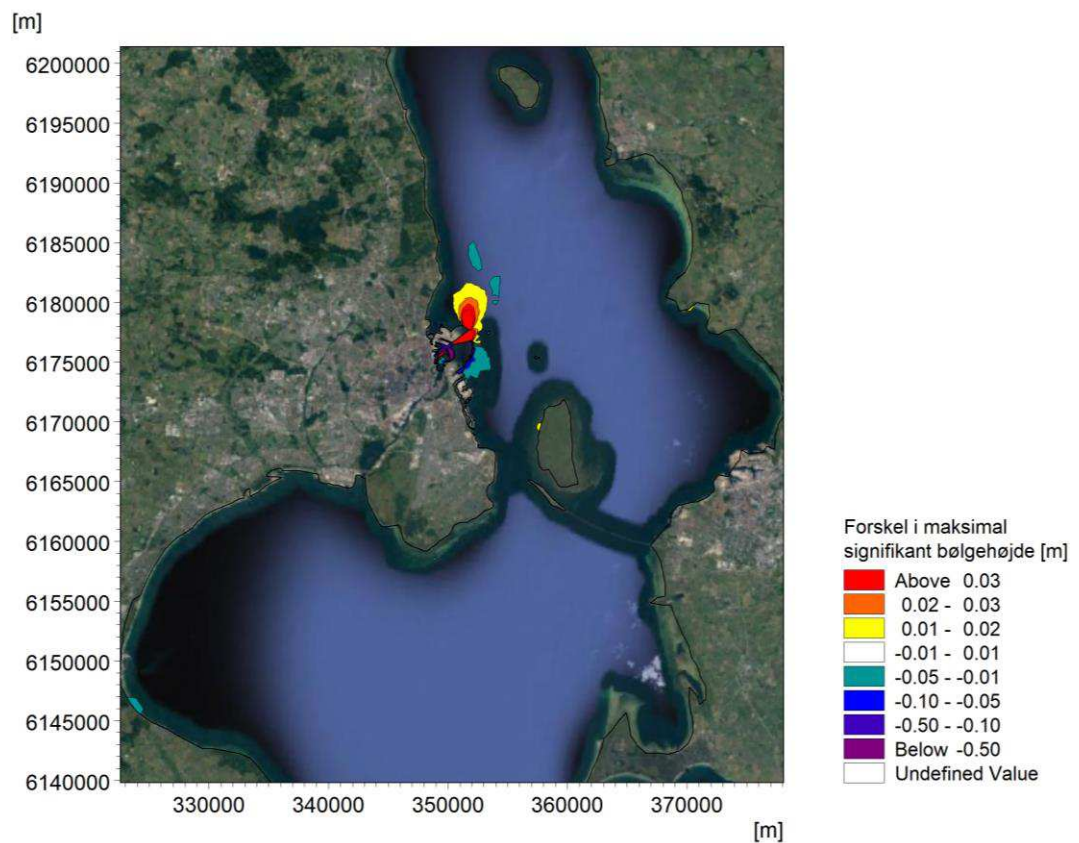 [m]
6200000
6195000
6190000
6185000
6180000
6175000
6170000
6165000
6160000
6155000
6150000
6145000
6140000
330000 340000 350000 360000 370000
[m]
Forskel i maksimal
signifikant bølgehøjde [m]
Above 0.03
0.02 - 0.03
0.01 - 0.02
-0.01 - 0.01
-0.05 - -0.01
-0.10 - -0.05
-0.50 - -0.10
Below -0.50
Undefined Value